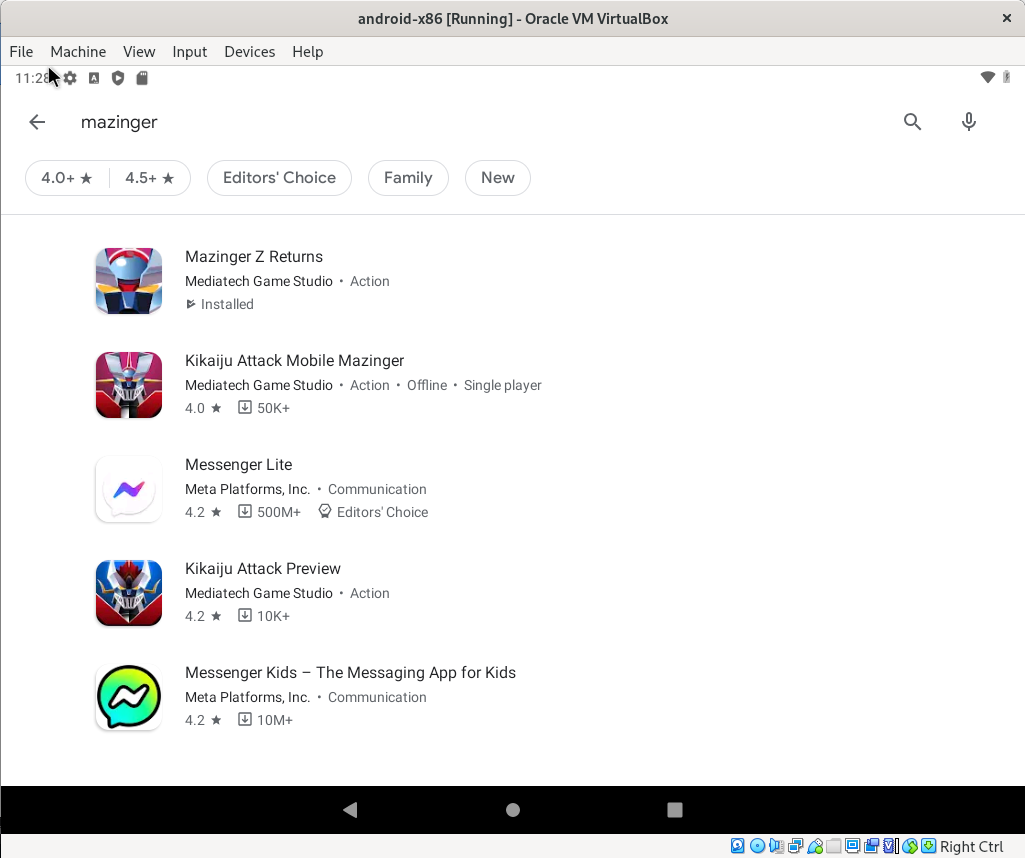 android-x86 [Running] - Oracle VM VirtualBox
File Machine View Input Devices Help
11:28
mazinger
4.0+ ★ 4.5+ ★ Editors' Choice Family New
Mazinger Z Returns
Mediatech Game Studio • Action
Installed
Kikaiju Attack Mobile Mazinger
Mediatech Game Studio • Action • Offline • Single player
4.0 ★ 50K+
Messenger Lite
Meta Platforms, Inc. • Communication
4.2 ★ 500M+ Editors' Choice
Kikaiju Attack Preview
Mediatech Game Studio • Action
4.2 ★ 10K+
Messenger Kids – The Messaging App for Kids
Meta Platforms, Inc. • Communication
4.2 ★ 10M+
Right Ctrl